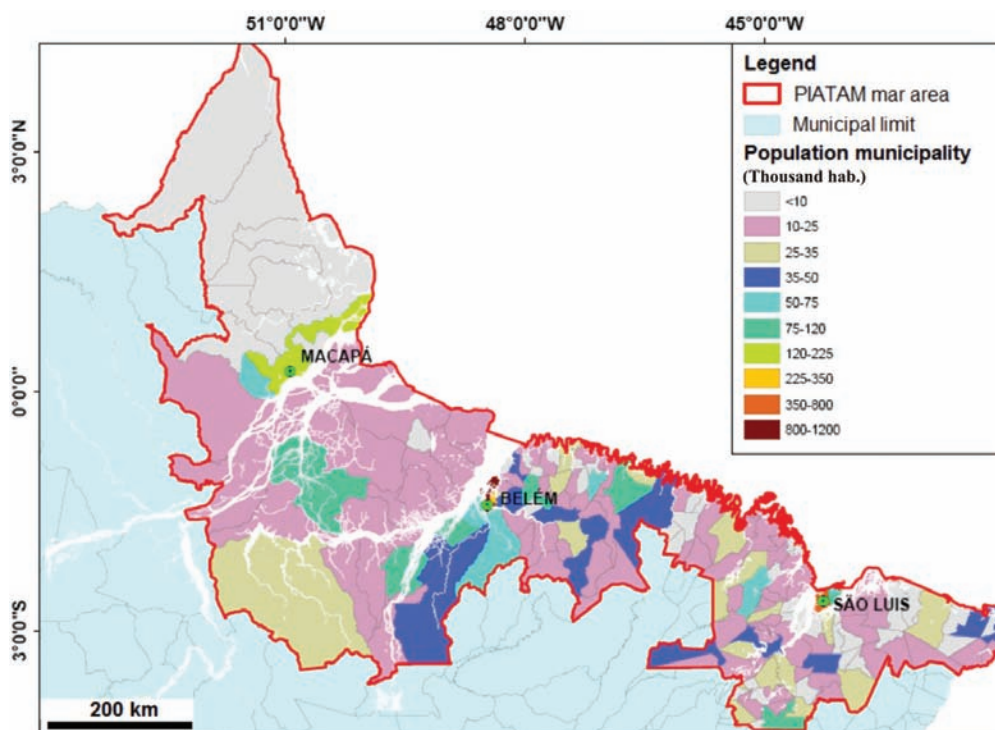 51°0'0"W
48°0'0"W
45°0'0"W
3°0'0"N
0°0'0"
3°0'0"S
Legend
PIATAM mar area
Municipal limit
Population municipality
(Thousand hab.)
<10
10-25
25-35
35-50
50-75
75-120
120-225
225-350
350-800
800-1200
MACAPÁ
BELÉM
SÃO LUIS
200 km